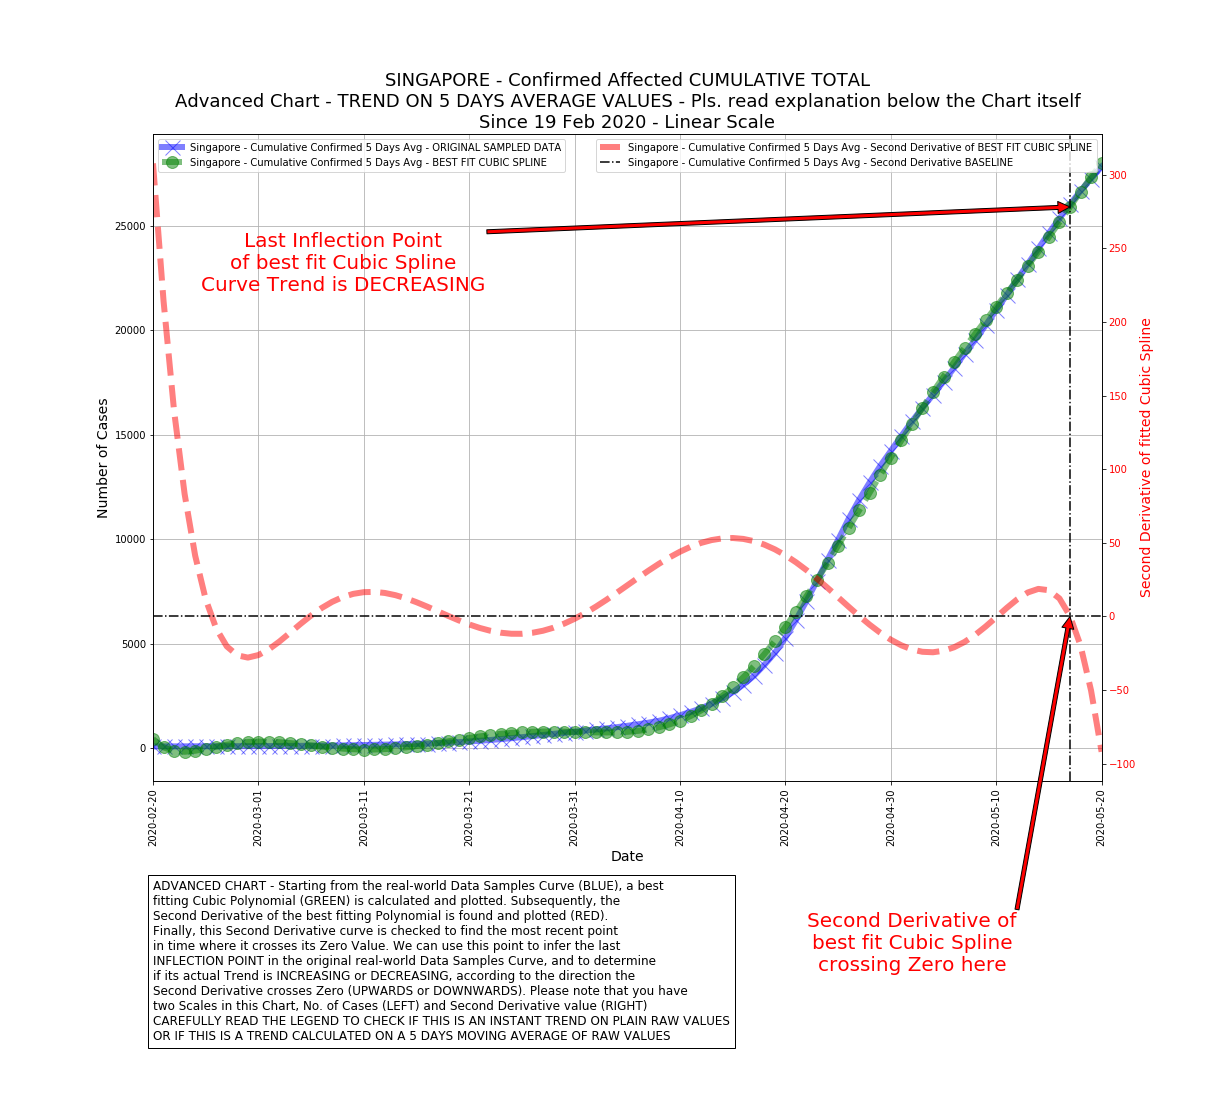 SINGAPORE - Confirmed Affected CUMULATIVE TOTAL
Advanced Chart - TREND ON 5 DAYS AVERAGE VALUES - Pls. read explanation below the Chart itself
Since 19 Feb 2020 - Linear Scale
Singapore - Cumulative Confirmed 5 Days Avg - ORIGINAL SAMPLED DATA
Singapore - Cumulative Confirmed 5 Days Avg - BEST FIT CUBIC SPLINE
Singapore - Cumulative Confirmed 5 Days Avg - Second Derivative of BEST FIT CUBIC SPLINE
Singapore - Cumulative Confirmed 5 Days Avg - Second Derivative BASELINE
Last Inflection Point
of best fit Cubic Spline
Curve Trend is DECREASING
Number of Cases
25000
20000
15000
10000
5000
0
300
250
200
150
100
50
0
−50
−100
Second Derivative of fitted Cubic Spline
2020-02-20
2020-03-01
2020-03-11
2020-03-21
2020-03-31
2020-04-10
2020-04-20
2020-04-30
2020-05-10
2020-05-20
Date
ADVANCED CHART - Starting from the real-world Data Samples Curve (BLUE), a best
fitting Cubic Polynomial (GREEN) is calculated and plotted. Subsequently, the
Second Derivative of the best fitting Polynomial is found and plotted (RED).
Finally, this Second Derivative curve is checked to find the most recent point
in time where it crosses its Zero Value. We can use this point to infer the last
INFLECTION POINT in the original real-world Data Samples Curve, and to determine
if its actual Trend is INCREASING or DECREASING, according to the direction the
Second Derivative crosses Zero (UPWARDS or DOWNWARDS). Please note that you have
two Scales in this Chart, No. of Cases (LEFT) and Second Derivative value (RIGHT)
CAREFULLY READ THE LEGEND TO CHECK IF THIS IS AN INSTANT TREND ON PLAIN RAW VALUES
OR IF THIS IS A TREND CALCULATED ON A 5 DAYS MOVING AVERAGE OF RAW VALUES
Second Derivative of
best fit Cubic Spline
crossing Zero here